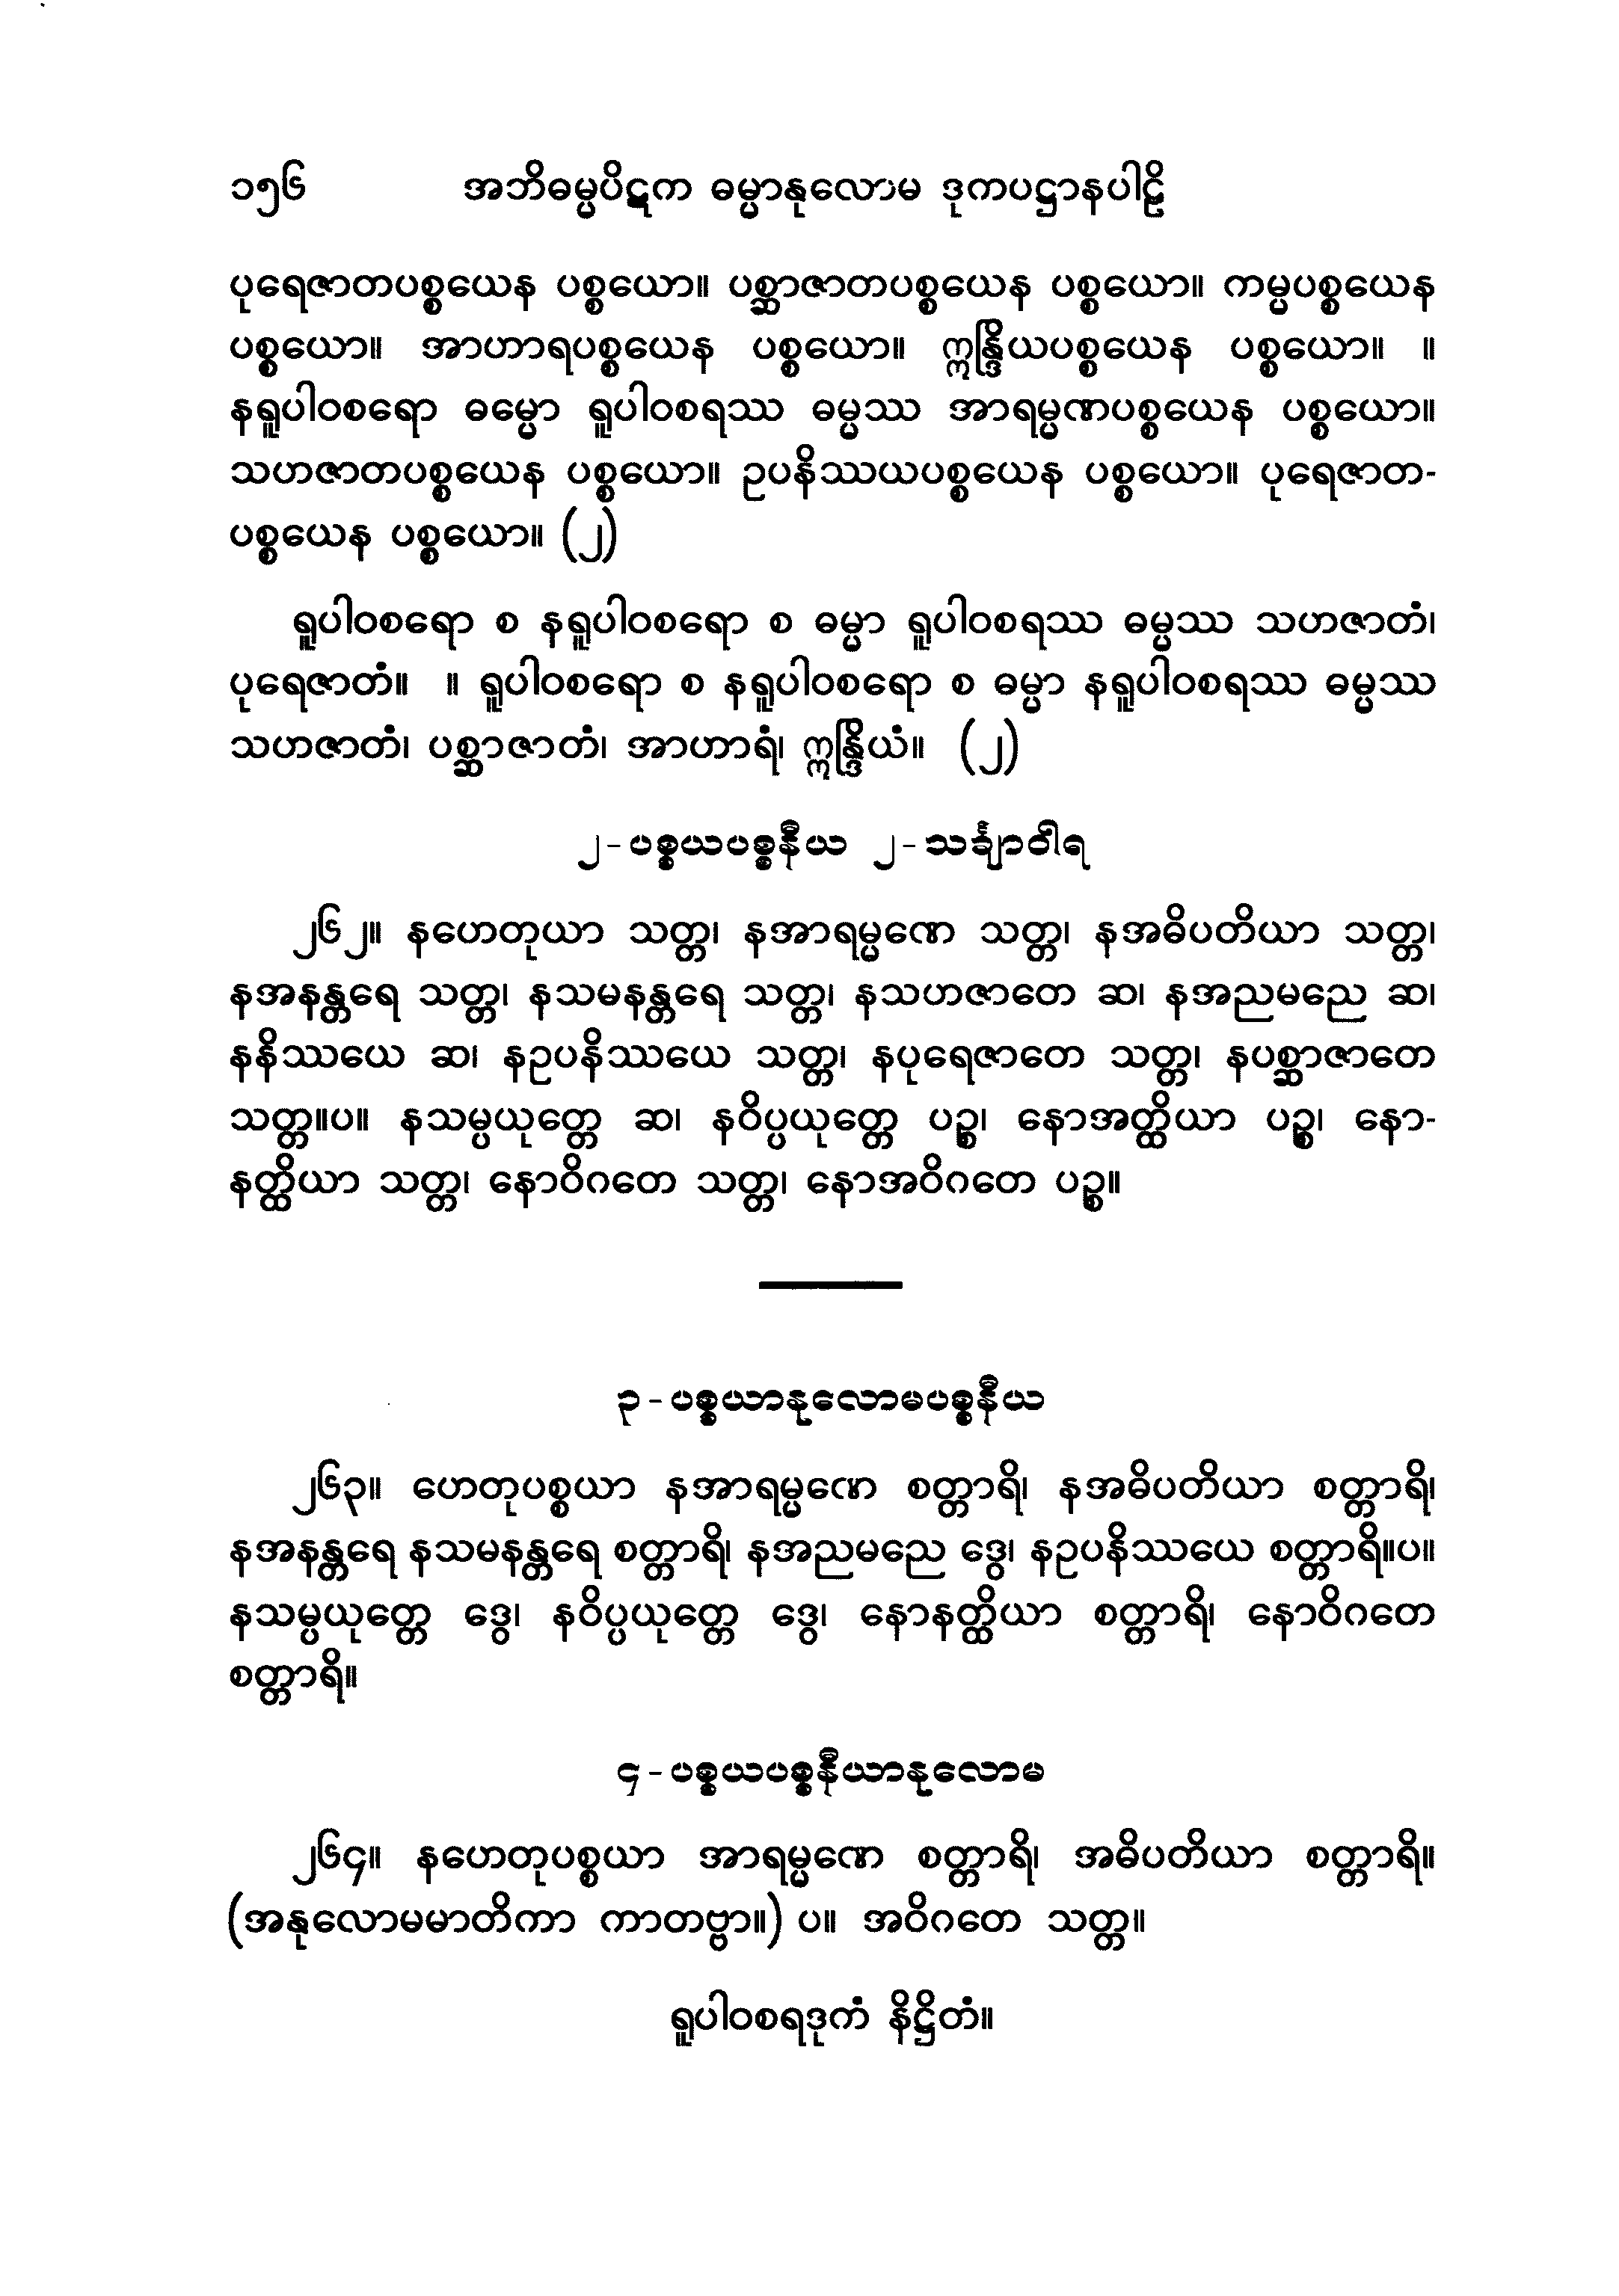 ၁၅၆ အဘိဓမ္မပိဋက ဓမ္မာနုလောမ ဒုကပဋ္ဌာနပါဠိ
ပုရေဇာတပစ္စယေန ပစ္စယော။ ပစ္ဆာဇာတပစ္စယေန ပစ္စယော။ ကမ္မပစ္စယေန
ပစ္စယော။ အာဟာရပစ္စယေန ပစ္စယော။ ဣန္ဒြိယပစ္စယေန ပစ္စယော။ ။
နရူပါဝစရော ဓမ္မော ရူပါဝစရဿ ဓမ္မဿ အာရမ္မဏပစ္စယေန ပစ္စယော။
သဟဇာတပစ္စယေန ပစ္စယော။ ဥပနိဿယပစ္စယေန ပစ္စယော။ ပုရေဇာတ-
ပစ္စယေန ပစ္စယော။ (၂)
ရူပါဝစရော စ နရူပါဝစရော စ ဓမ္မာ ရူပါဝစရဿ ဓမ္မဿ သဟဇာတံ၊
ပုရေဇာတံ။ ။ ရူပါဝစရော စ နရူပါဝစရော စ ဓမ္မာ နရူပါဝစရဿ ဓမ္မဿ
သဟဇာတံ၊ ပစ္ဆာဇာတံ၊ အာဟာရံ၊ ဣန္ဒြိယံ။ (၂)
၂-ပစ္စယပစ္စနီယ ၂-သင်္ချာဝါရ
၂၆၂။ နဟေတုယာ သတ္တ၊ နအာရမ္မဏေ သတ္တ၊ နအဓိပတိယာ သတ္တ၊
နအနန္တရေ သတ္တ၊ နသမနန္တရေ သတ္တ၊ နသဟဇာတေ ဆ၊ နအညမညေ ဆ၊
နနိဿယေ ဆ၊ နဥပနိဿယေ သတ္တ၊ နပုရေဇာတေ သတ္တ၊ နပစ္ဆာဇာတေ
သတ္တ။ပ။ နသမ္ပယုတ္တေ ဆ၊ နဝိပ္ပယုတ္တေ ပဉ္စ၊ နောအတ္ထိယာ ပဉ္စ၊ နော-
နတ္ထိယာ သတ္တ၊ နောဝိဂတေ သတ္တ၊ နောအဝိဂတေ ပဉ္စ။
၃-ပစ္စယာနုလောမပစ္စနီယ
၂၆၃။ ဟေတုပစ္စယာ နအာရမ္မဏေ စတ္တာရိ၊ နအဓိပတိယာ စတ္တာရိ၊
နအနန္တရေ နသမနန္တရေ စတ္တာရိ၊ နအညမညေ ဒွေ၊ နဥပနိဿယေ စတ္တာရိ။ပ။
နသမ္ပယုတ္တေ ဒွေ၊ နဝိပ္ပယုတ္တေ ဒွေ၊ နောနတ္ထိယာ စတ္တာရိ၊ နောဝိဂတေ
စတ္တာရိ။
၄-ပစ္စယပစ္စနီယာနုလောမ
၂၆၄။ နဟေတုပစ္စယာ အာရမ္မဏေ စတ္တာရိ၊ အဓိပတိယာ စတ္တာရိ။
(အနုလောမမာတိကာ ကာတဗ္ဗာ။) ပ။ အဝိဂတေ သတ္တ။
ရူပါဝစရဒုကံ နိဋ္ဌိတံ။